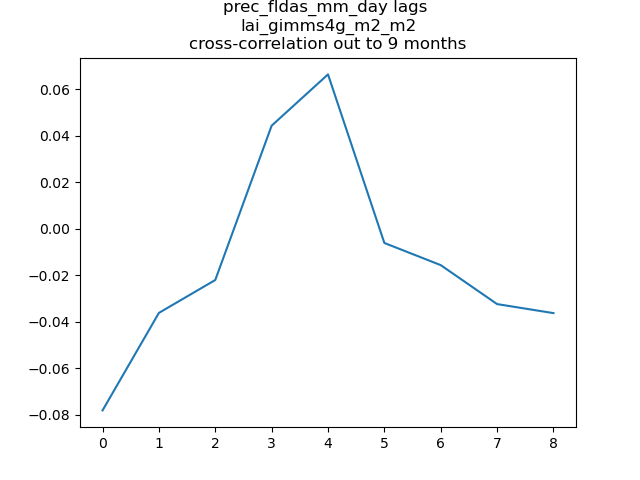 prec_fldas_mm_day lags
lai_gimms4g_m2_m2
cross-correlation out to 9 months
0.06
0.04
0.02
0.00
−0.02
−0.04
−0.06
−0.08
0 1 2 3 4 5 6 7 8